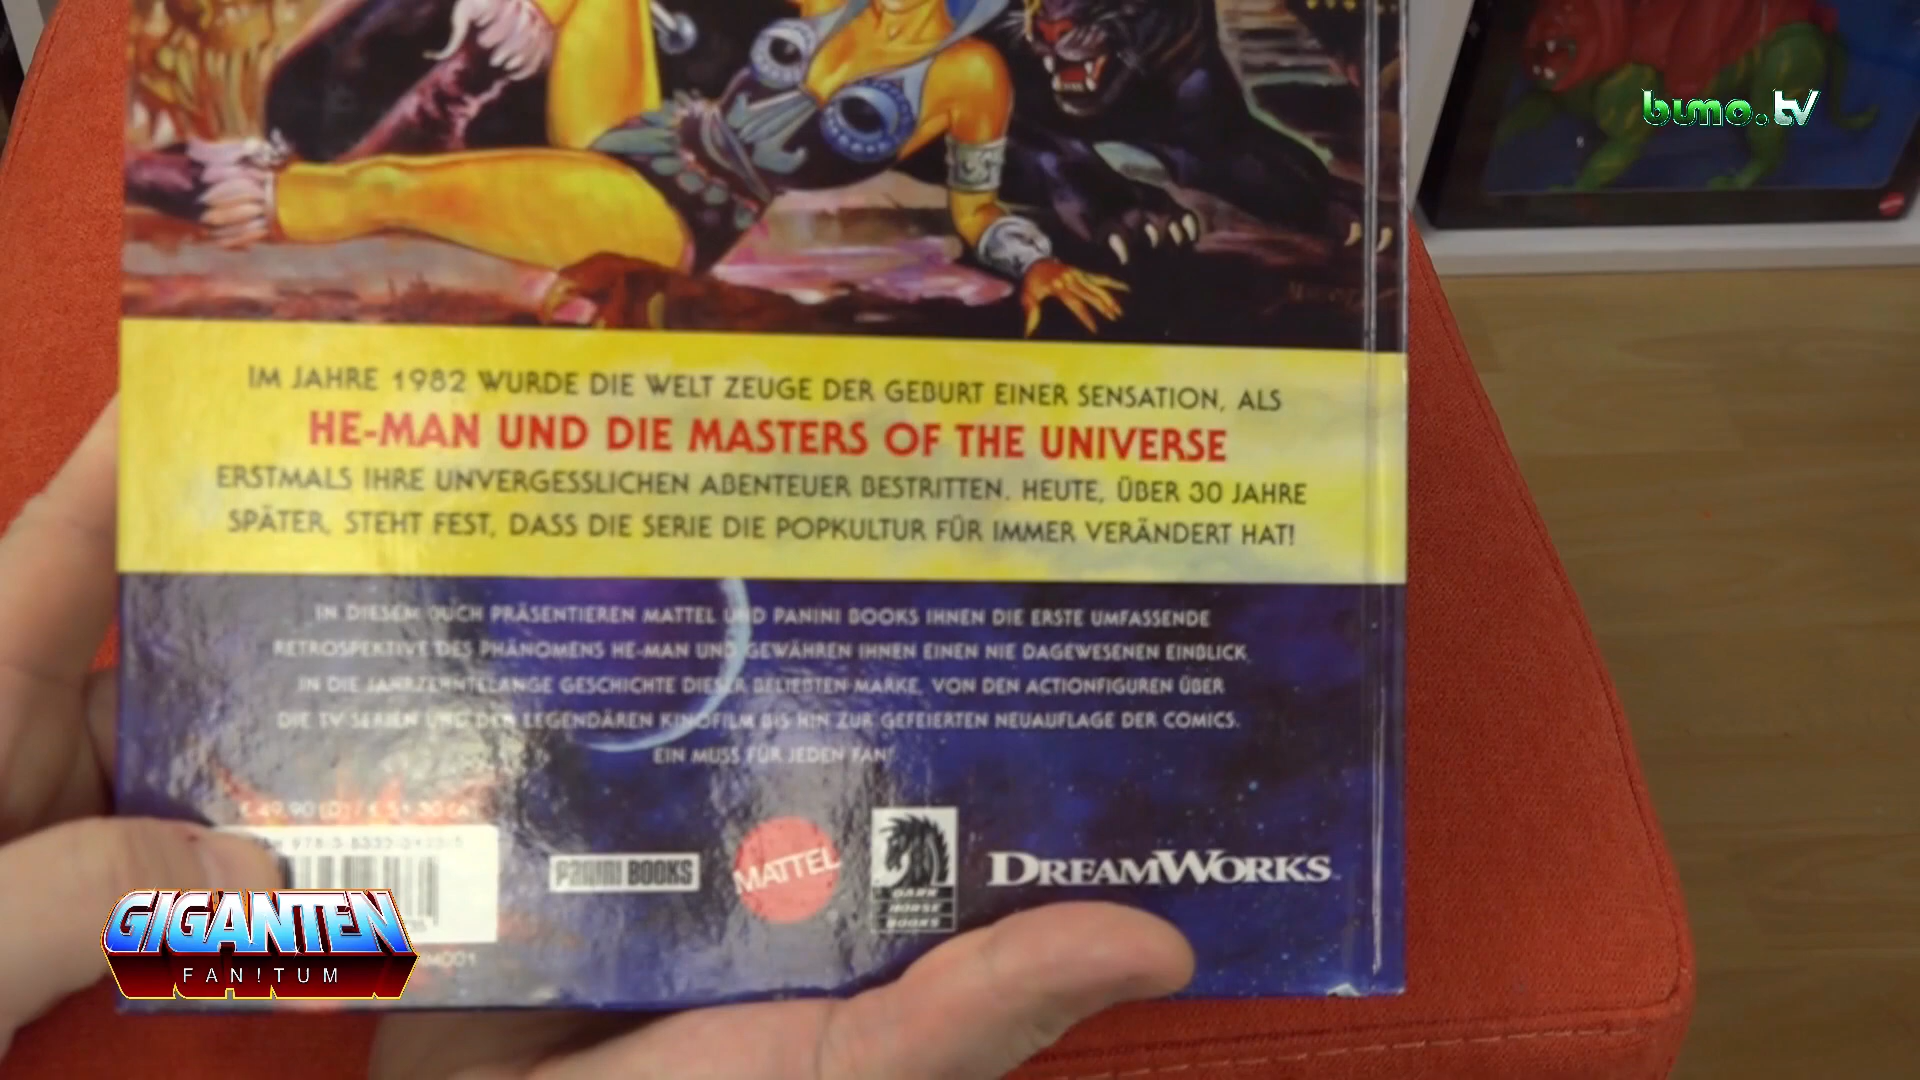 bumo.tv
IM JAHRE 1982 WURDE DIE WELT ZEUGE DER GEBURT EINER SENSATION, ALS
HE-MAN UND DIE MASTERS OF THE UNIVERSE
ERSTMALS IHRE UNVERGESSLICHEN ABENTEUER BESTRITTEN. HEUTE, ÜBER 30 JAHRE
SPÄTER, STEHT FEST, DASS DIE SERIE DIE POPKULTUR FÜR IMMER VERÄNDERT HAT!
IN DIESEM BUCH PRÄSENTIEREN MATTEL UND PANINI BOOKS IHNEN DIE ERSTE UMFASSENDE
RETROSPEKTIVE DES PHÄNOMENS HE-MAN UND GEWÄHREN IHNEN EINEN NIE DAGEWESENEN EINBLICK
IN DIE JAHRZEHNTELANGE GESCHICHTE DIESER BELIEBTEN MARKE, VON DEN ACTIONFIGUREN ÜBER
DIE TV SERIEN UND DEN LEGENDÄREN KINOFILM BIS HIN ZUR GEFEIERTEN NEUAUFLAGE DER COMICS.
EIN MUSS FÜR JEDEN FAN!
€ 49,90 (D) /
PANINI BOOKS
MATTEL
DARK
HORSE
BOOKS
DREAMWORKS
GIGANTEN
FAN!TUM